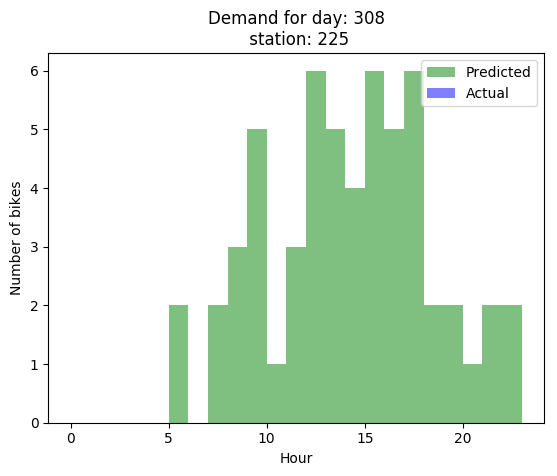 Demand for day: 308
station: 225
Predicted
Actual
Number of bikes
6
5
4
3
2
1
0
0
5
10
15
20
Hour